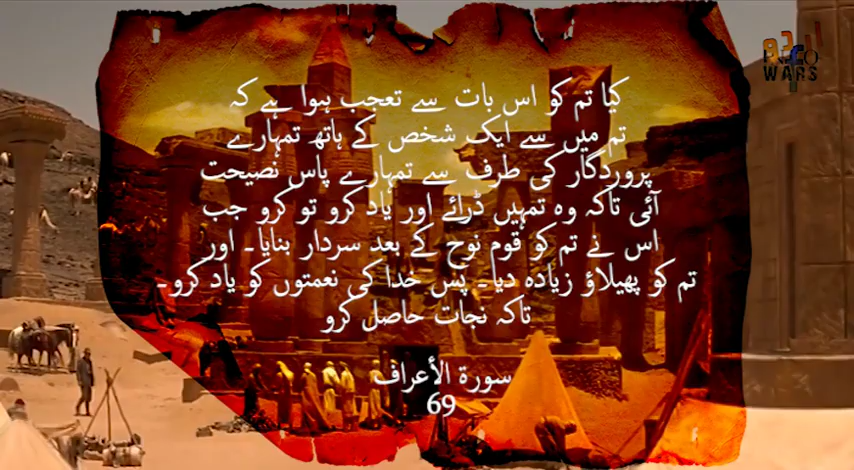 کیا تم کو اس بات سے تعجب ہوا ہے کہ
تم میں سے ایک شخص کے ہاتھ تمہارے
پروردگار کی طرف سے تمہارے پاس نصیحت
آئی تاکہ وہ تمہیں ڈرائے اور یاد کرو تو کرو جب
اس نے تم کو قوم نوح کے بعد سردار بنایا۔ اور
تم کو پھیلاؤ زیادہ دیا۔ پس خدا کی نعمتوں کو یاد کرو۔
تاکہ نجات حاصل کرو
سورة الأعراف
69
اردو
WARS